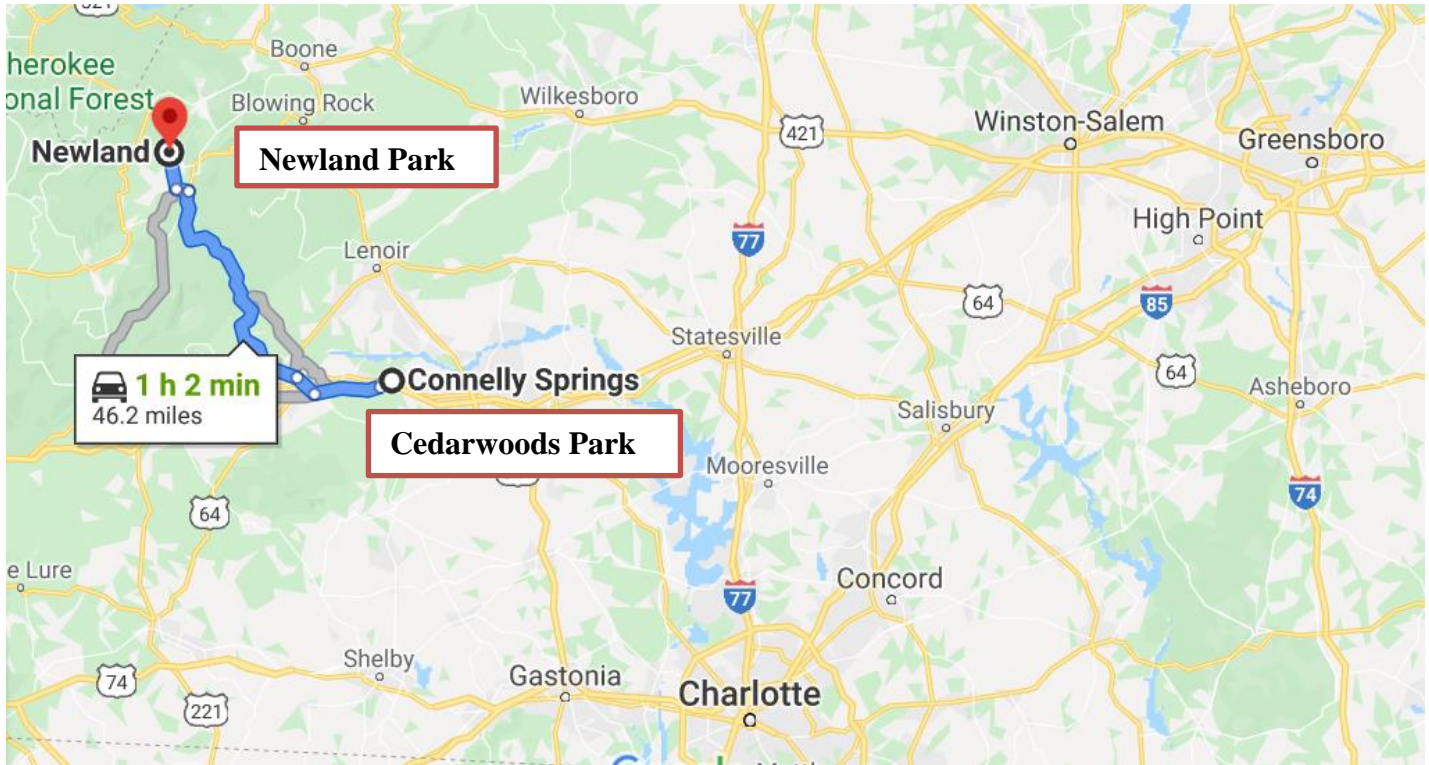 321
Boone
herokee
onal Forest
Blowing Rock
Wilkesboro
421
Winston-Salem
Greensboro
Newland
Newland Park
High Point
77
Lenoir
64
85
Statesville
1 h 2 min
46.2 miles
Connelly Springs
64
Asheboro
Salisbury
Cedarwoods Park
Mooresville
74
64
e Lure
Concord
77
Shelby
Gastonia
74
Charlotte
221